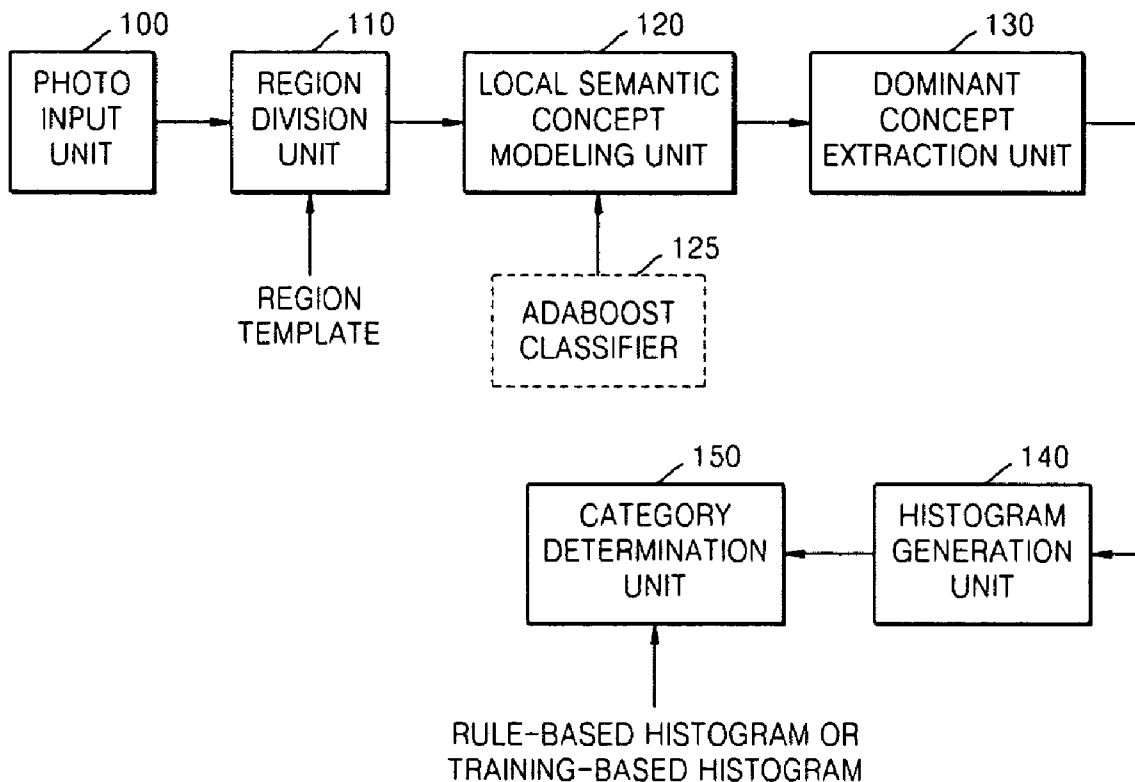 100
110
120
130
PHOTO
INPUT
UNIT
REGION
DIVISION
UNIT
LOCAL SEMANTIC
CONCEPT
MODELING UNIT
DOMINANT
CONCEPT
EXTRACTION UNIT
REGION
TEMPLATE
125
ADABOOST
CLASSIFIER
150
140
CATEGORY
DETERMINATION
UNIT
HISTOGRAM
GENERATION
UNIT
RULE-BASED HISTOGRAM OR
TRAINING-BASED HISTOGRAM